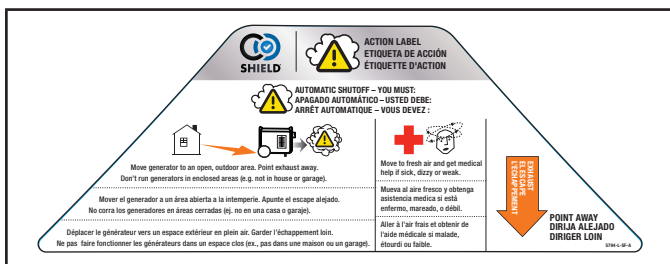 CO
SHIELD®
ACTION LABEL
ETIQUETA DE ACCIÓN
ÉTIQUETTE D'ACTION
AUTOMATIC SHUTOFF – YOU MUST:
APAGADO AUTOMÁTICO – USTED DEBE:
ARRÊT AUTOMATIQUE – VOUS DEVEZ :
Move generator to an open, outdoor area. Point exhaust away.
Don't run generators in enclosed areas (e.g. not in house or garage).
Mover el generador a un área abierta a la intemperie. Apunte el escape alejado.
No corra los generadores en áreas cerradas (ej. no en una casa o garaje).
Déplacer le générateur vers un espace extérieur en plein air. Garder l'échappement loin.
Ne pas faire fonctionner les générateurs dans un espace clos (ex., pas dans une maison ou un garage).
Move to fresh air and get medical
help if sick, dizzy or weak.
Mueva al aire fresco y obtenga
asistencia medica si está
enfermo, mareado, o débil.
Aller à l'air frais et obtenir de
l'aide médicale si malade,
étourdi ou faible.
EXHAUST
EL ESCAPE
L'ÉCHAPPEMENT
POINT AWAY
DIRIJA ALEJADO
DIRIGER LOIN
5794-L-SF-A